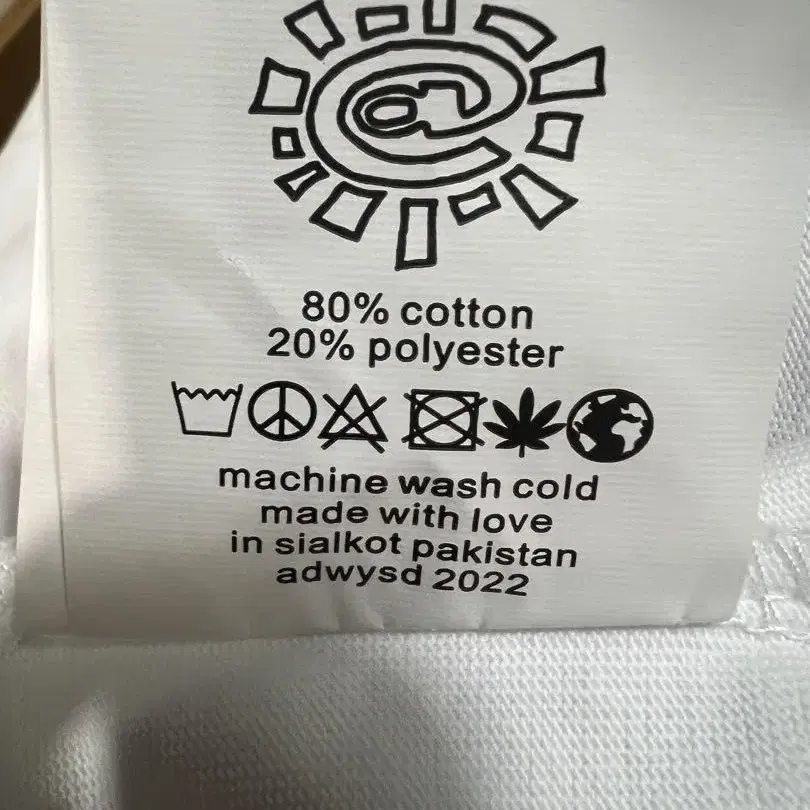 80% cotton
20% polyester
machine wash cold
made with love
in sialkot pakistan
adwysd 2022